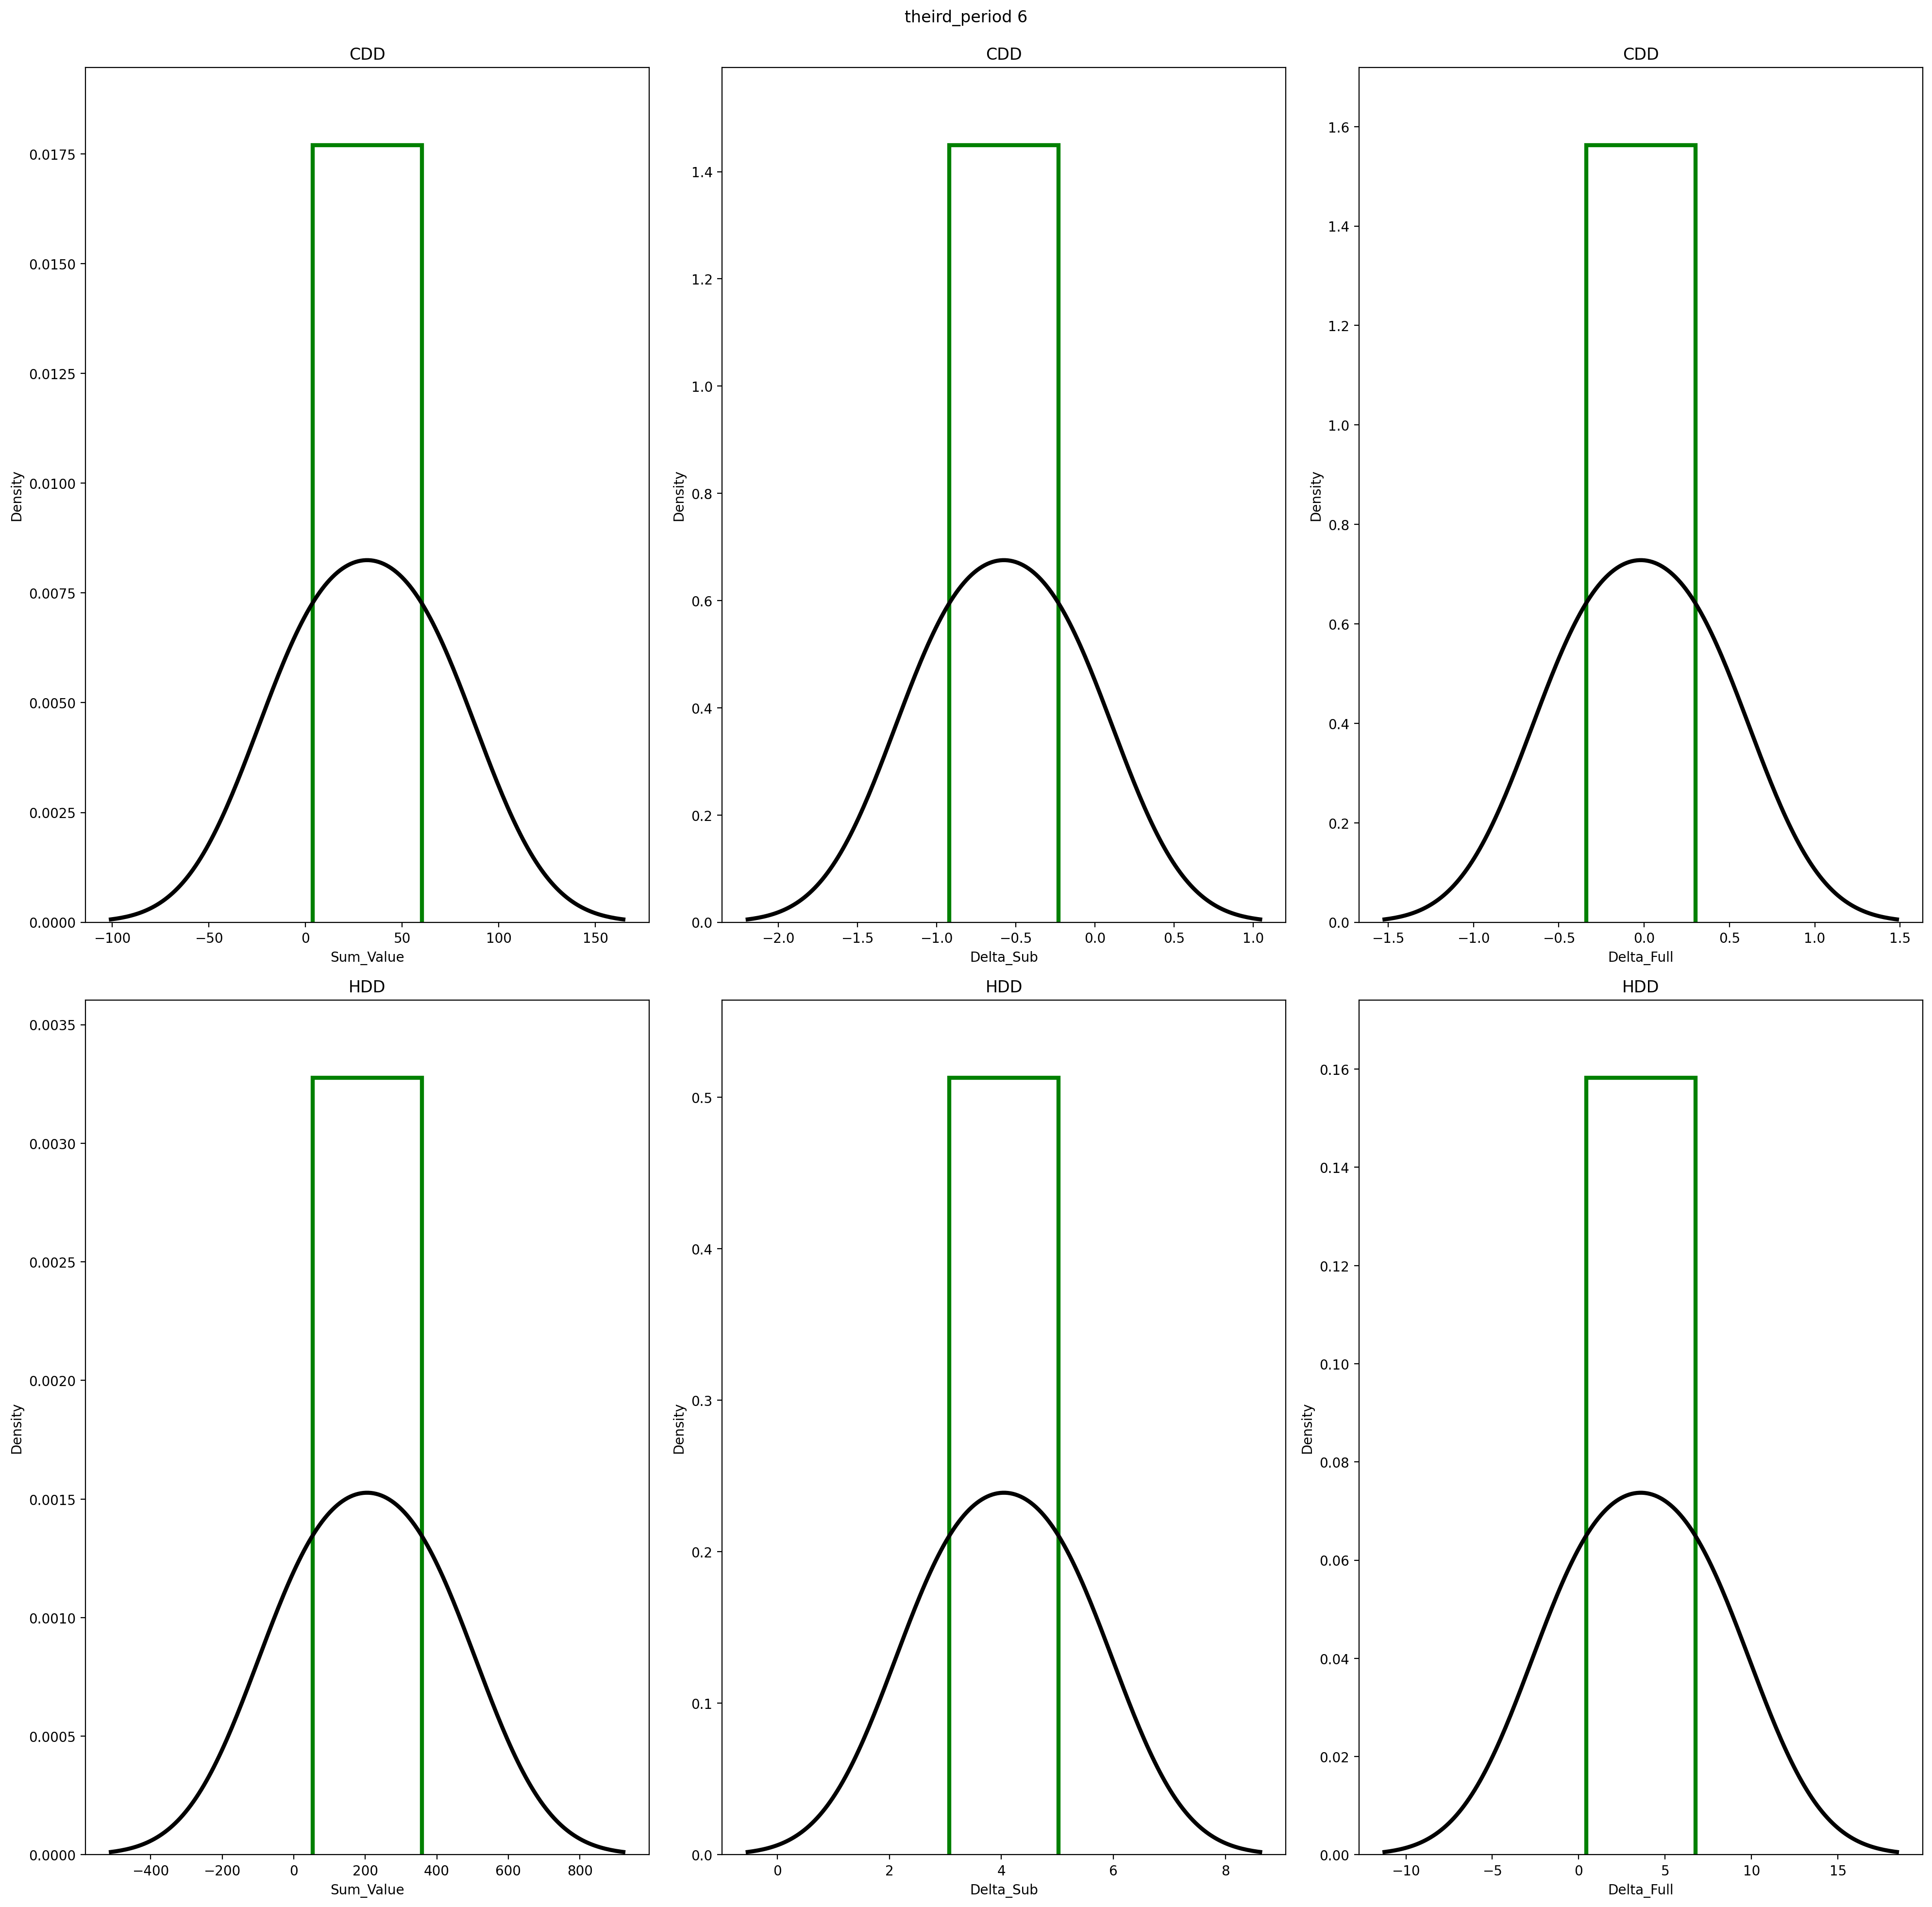 theird_period 6
CDD
CDD
CDD
0.0175
0.0150
0.0125
0.0100
0.0075
0.0050
0.0025
0.0000
Density
−100 −50 0 50 100 150
Sum_Value
1.4
1.2
1.0
0.8
0.6
0.4
0.2
0.0
Density
−2.0 −1.5 −1.0 −0.5 0.0 0.5 1.0
Delta_Sub
1.6
1.4
1.2
1.0
0.8
0.6
0.4
0.2
0.0
Density
−1.5 −1.0 −0.5 0.0 0.5 1.0 1.5
Delta_Full
HDD
HDD
HDD
0.0035
0.0030
0.0025
0.0020
0.0015
0.0010
0.0005
0.0000
Density
−400 −200 0 200 400 600 800
Sum_Value
0.5
0.4
0.3
0.2
0.1
0.0
Density
0 2 4 6 8
Delta_Sub
0.16
0.14
0.12
0.10
0.08
0.06
0.04
0.02
0.00
Density
−10 −5 0 5 10 15
Delta_Full